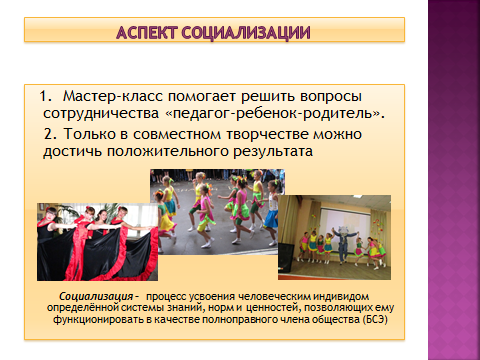 АСПЕКТ СОЦИАЛИЗАЦИИ
1. Мастер-класс помогает решить вопросы
сотрудничества «педагог-ребенок-родитель».
2. Только в совместном творчестве можно
достичь положительного результата
Социализация - процесс усвоения человеческим индивидом
определённой системы знаний, норм и ценностей, позволяющих ему
функционировать в качестве полноправного члена общества (БСЭ)